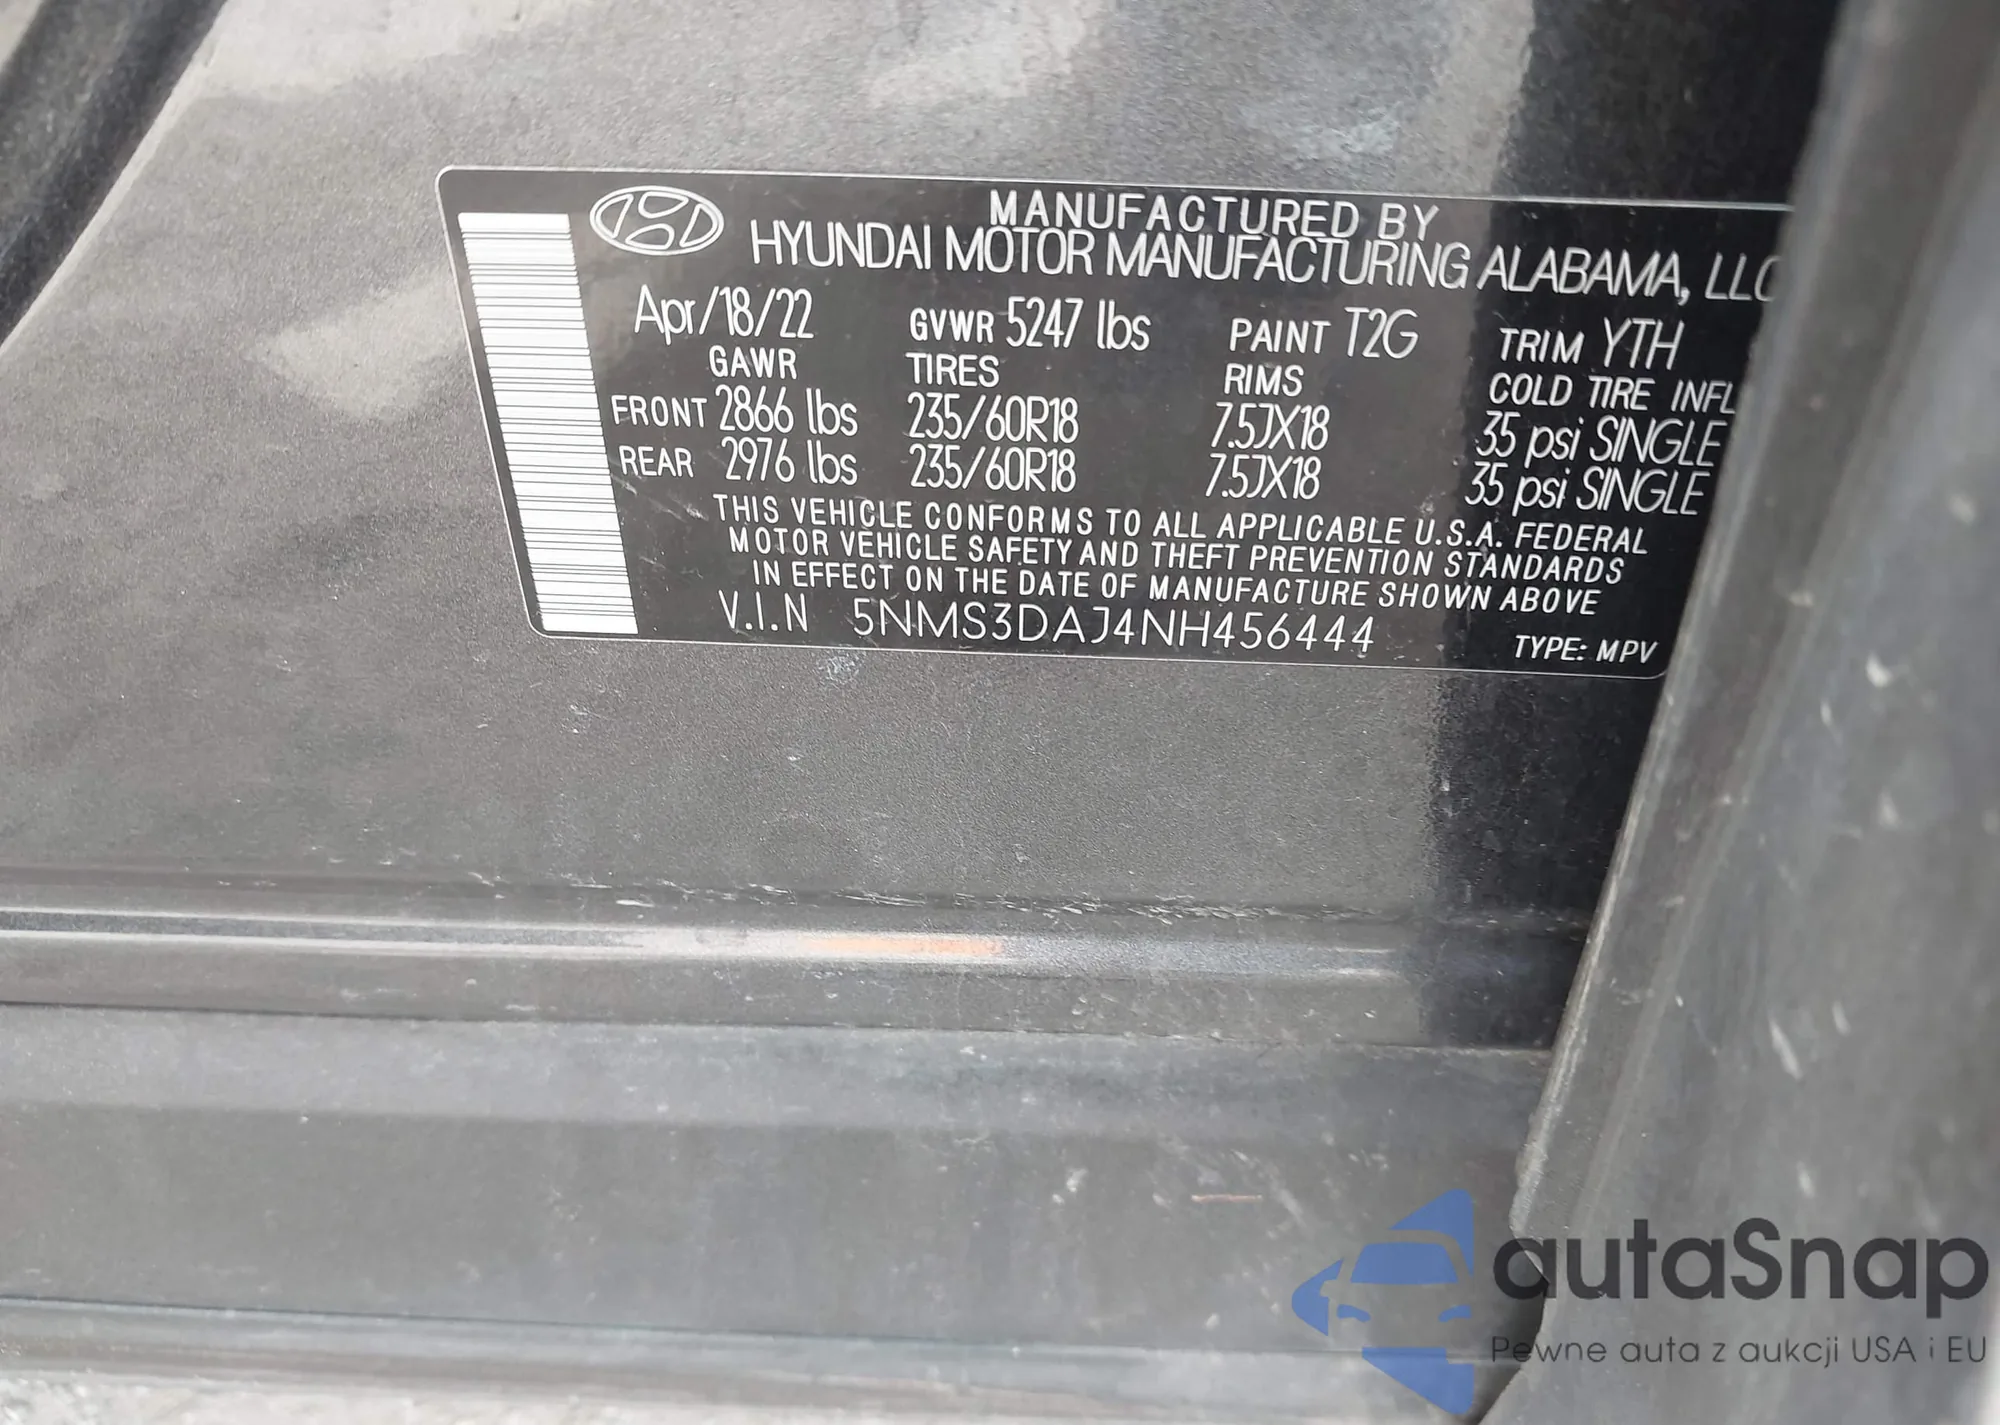 MANUFACTURED BY
HYUNDAI MOTOR MANUFACTURING ALABAMA, LLC
Apr/18/22 GVWR 5247 lbs PAINT T2G TRIM YTH
GAWR TIRES RIMS COLD TIRE INFL
FRONT 2866 lbs 235/60R18 7.5JX18 35 psi SINGLE
REAR 2976 lbs 235/60R18 7.5JX18 35 psi SINGLE
THIS VEHICLE CONFORMS TO ALL APPLICABLE U.S.A. FEDERAL
MOTOR VEHICLE SAFETY AND THEFT PREVENTION STANDARDS
IN EFFECT ON THE DATE OF MANUFACTURE SHOWN ABOVE
V.I.N 5NMS3DAJ4NH456444 TYPE: MPV
autaSnap
Pewne auta z aukcji USA i EU